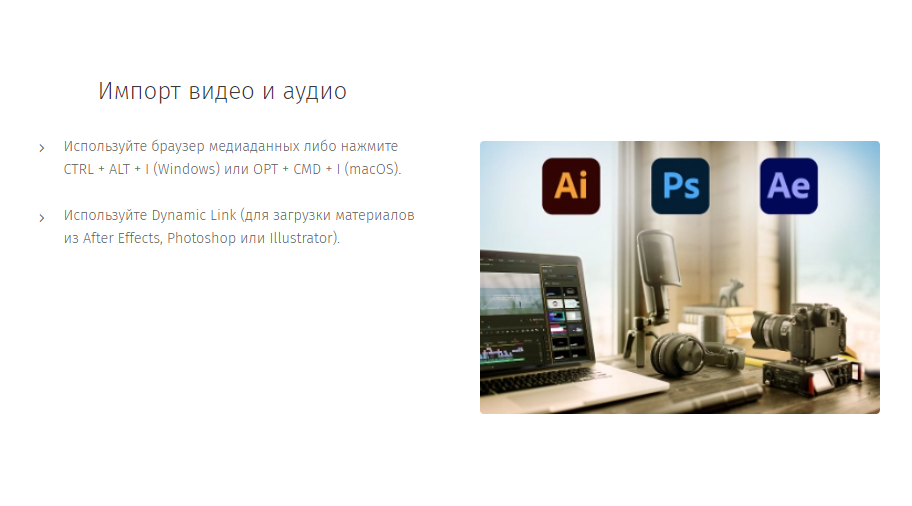 Импорт видео и аудио
Используйте браузер медиаданных либо нажмите
CTRL + ALT + I (Windows) или OPT + CMD + I (macOS).
Используйте Dynamic Link (для загрузки материалов
из After Effects, Photoshop или Illustrator).
Ai Ps Ae